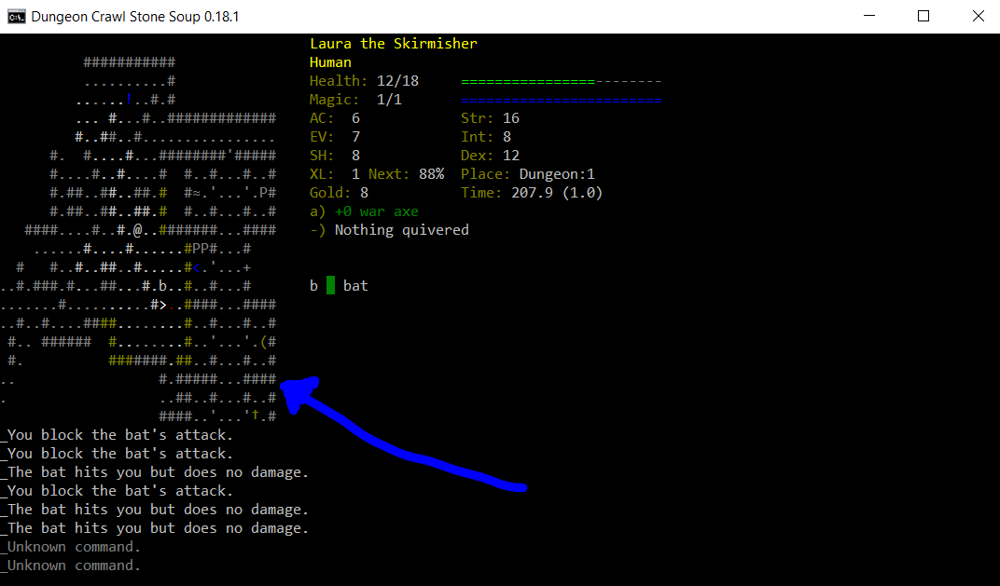 Dungeon Crawl Stone Soup 0.18.1
Laura the Skirmisher
###########
Human
..........#
Health: 12/18 ================--------
......!..#.#
Magic: 1/1 ========================
... #...#..#############
AC: 6 Str: 16
#..##..#................
EV: 7 Int: 8
#. #....#...########'#####
SH: 8 Dex: 12
#....#..#....# #..#...#..#
XL: 1 Next: 88% Place: Dungeon:1
#.##..##..##.# #≈.'...'.P#
Gold: 8 Time: 207.9 (1.0)
#.##..##..##.# #..#...#..#
a) +0 war axe
####....#..#.@..#######...####
-) Nothing quivered
......#....#......#PP#...#
# #..#..##..#.....#<.'...+
..#.###.#...##...#.b..#..#...#
b bat
.......#..........#>..####...####
..#..#....####........#..#...#..#
#.. ###### #........#..'...'.(#
#. #######.##..#...#..#
.. #.#####...####
. ..##..#...#..#
####..'...'†.#
_You block the bat's attack.
_You block the bat's attack.
_The bat hits you but does no damage.
_You block the bat's attack.
_The bat hits you but does no damage.
_The bat hits you but does no damage.
_Unknown command.
_Unknown command.